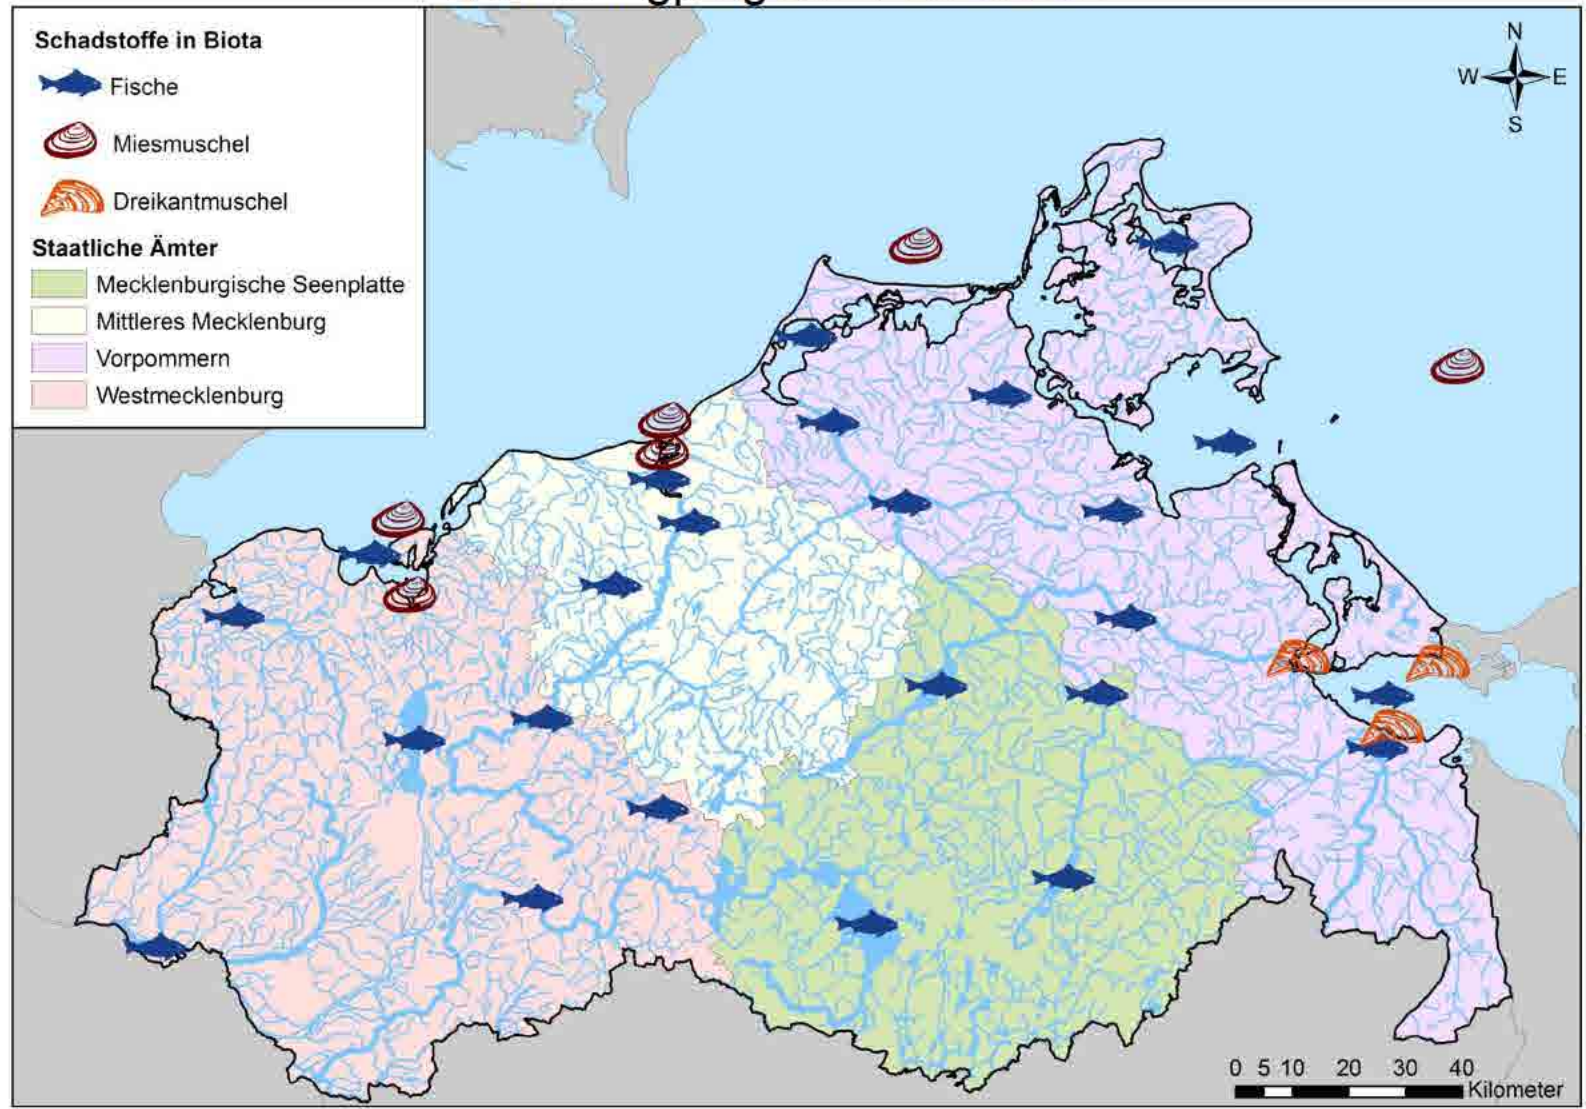 Schadstoffe in Biota
Fische
Miesmuschel
Dreikantmuschel
Staatliche Ämter
Mecklenburgische Seenplatte
Mittleres Mecklenburg
Vorpommern
Westmecklenburg
N
W E
S
0 5 10 20 30 40
Kilometer